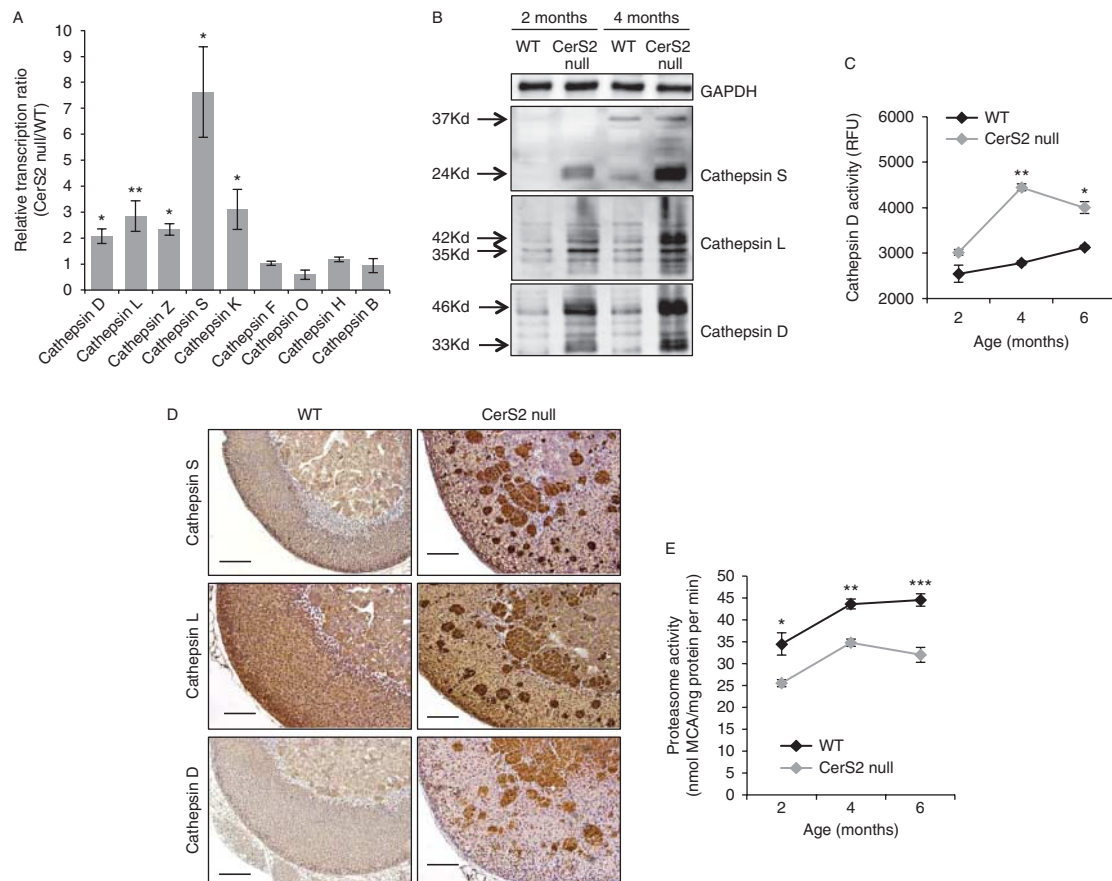 A
Relative transcription ratio
(CerS2 null/WT)
10
9
8
7
6
5
4
3
2
1
0
*
**
*
*
*
Cathepsin D
Cathepsin L
Cathepsin Z
Cathepsin S
Cathepsin K
Cathepsin F
Cathepsin O
Cathepsin H
Cathepsin B
B
2 months 4 months
WT CerS2 null WT CerS2 null
GAPDH
37Kd
24Kd
Cathepsin S
42Kd
35Kd
Cathepsin L
46Kd
33Kd
Cathepsin D
C
WT
CerS2 null
Cathepsin D activity (RFU)
6000
5000
4000
3000
2000
**
*
2 4 6
Age (months)
D
WT CerS2 null
Cathepsin S
Cathepsin L
Cathepsin D
E
Proteasome activity
(nmol MCA/mg protein per min)
50
45
40
35
30
25
20
15
10
5
0
*
**
***
WT
CerS2 null
2 4 6
Age (months)